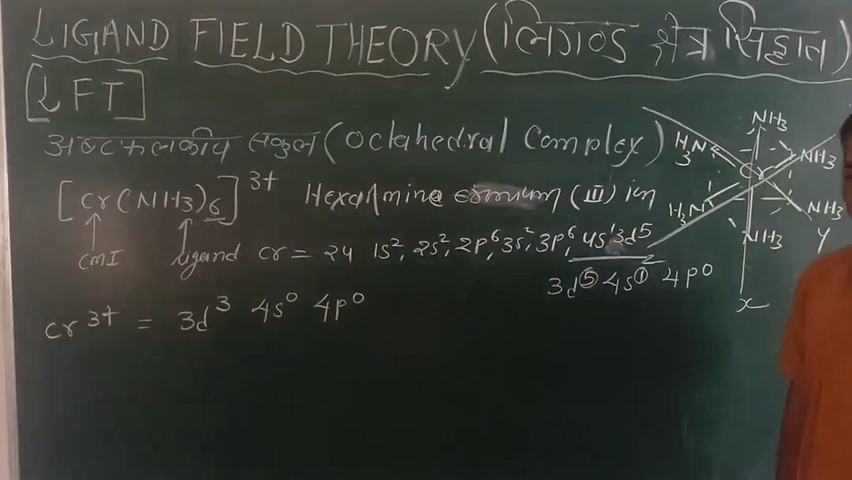 LIGAND FIELD THEORY (लिगाण्ड क्षेत्र सिद्धान्त)
[LFT]
अष्टफलकीय संकुल (Octahedral Complex)
[Cr(NH3)6]3+ Hexammine (III) ion
CMI Ligand Cr = 24 1s2, 2s2, 2p6, 3s2, 3p6, 4s1 3d5
3d5 4s1 4p0
Cr3+ = 3d3 4s0 4p0
NH3
H3N NH3
H3N NH3
NH3 y
x